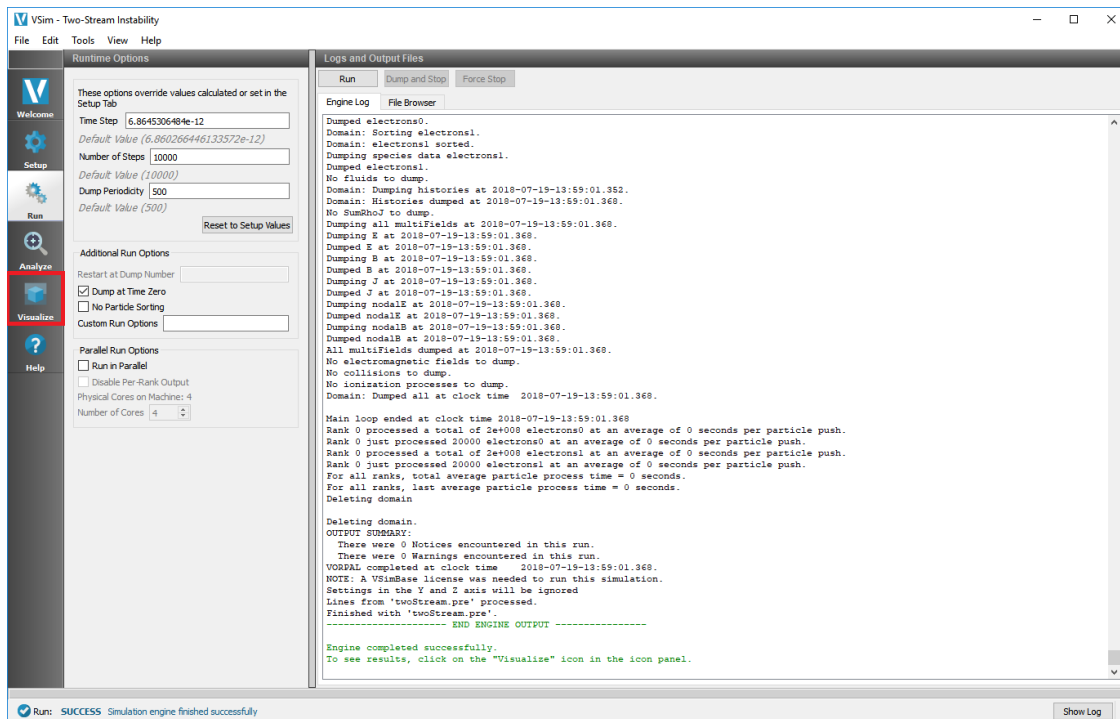 VSim - Two-Stream Instability
File Edit Tools View Help
Welcome
Setup
Run
Analyze
Visualize
Help
Runtime Options
These options override values calculated or set in the
Setup Tab
Time Step 6.8645306484e-12
Default Value (6.860266446133572e-12)
Number of Steps 10000
Default Value (10000)
Dump Periodicity 500
Default Value (500)
Reset to Setup Values
Additional Run Options
Restart at Dump Number
Dump at Time Zero
No Particle Sorting
Custom Run Options
Parallel Run Options
Run in Parallel
Disable Per-Rank Output
Physical Cores on Machine: 4
Number of Cores 4
Logs and Output Files
Run Dump and Stop Force Stop
Engine Log File Browser
Dumped electrons0.
Domain: Sorting electrons1.
Domain: electrons1 sorted.
Dumping species data electrons1.
Dumped electrons1.
No fluids to dump.
Domain: Dumping histories at 2018-07-19-13:59:01.352.
Domain: Histories dumped at 2018-07-19-13:59:01.368.
No SumRhoJ to dump.
Dumping all multiFields at 2018-07-19-13:59:01.368.
Dumping E at 2018-07-19-13:59:01.368.
Dumped E at 2018-07-19-13:59:01.368.
Dumping B at 2018-07-19-13:59:01.368.
Dumped B at 2018-07-19-13:59:01.368.
Dumping J at 2018-07-19-13:59:01.368.
Dumped J at 2018-07-19-13:59:01.368.
Dumping nodalE at 2018-07-19-13:59:01.368.
Dumped nodalE at 2018-07-19-13:59:01.368.
Dumping nodalB at 2018-07-19-13:59:01.368.
Dumped nodalB at 2018-07-19-13:59:01.368.
All multiFields dumped at 2018-07-19-13:59:01.368.
No electromagnetic fields to dump.
No collisions to dump.
No ionization processes to dump.
Domain: Dumped all at clock time 2018-07-19-13:59:01.368.
Main loop ended at clock time 2018-07-19-13:59:01.368
Rank 0 processed a total of 2e+008 electrons0 at an average of 0 seconds per particle push.
Rank 0 just processed 20000 electrons0 at an average of 0 seconds per particle push.
Rank 0 processed a total of 2e+008 electrons1 at an average of 0 seconds per particle push.
Rank 0 just processed 20000 electrons1 at an average of 0 seconds per particle push.
For all ranks, total average particle process time = 0 seconds.
For all ranks, last average particle process time = 0 seconds.
Deleting domain
Deleting domain.
OUTPUT SUMMARY:
There were 0 Notices encountered in this run.
There were 0 Warnings encountered in this run.
VORPAL completed at clock time 2018-07-19-13:59:01.368.
NOTE: A VSimBase license was needed to run this simulation.
Settings in the Y and Z axis will be ignored
Lines from 'twoStream.pre' processed.
Finished with 'twoStream.pre'.
--------------------- END ENGINE OUTPUT ----------------
Engine completed successfully.
To see results, click on the "Visualize" icon in the icon panel.
Run: SUCCESS Simulation engine finished successfully
Show Log